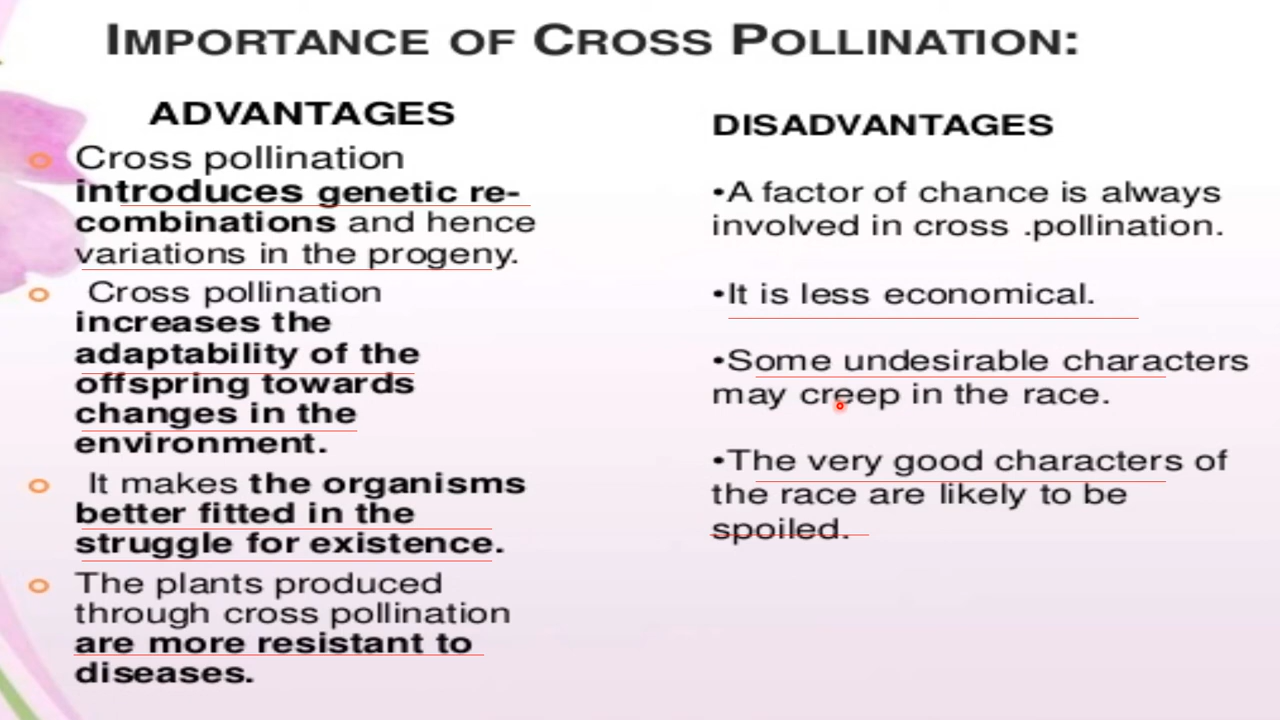 IMPORTANCE OF CROSS POLLINATION:
ADVANTAGES
Cross pollination
introduces genetic re-
combinations and hence
variations in the progeny.
Cross pollination
increases the
adaptability of the
offspring towards
changes in the
environment.
It makes the organisms
better fitted in the
struggle for existence.
The plants produced
through cross pollination
are more resistant to
diseases.
DISADVANTAGES
•A factor of chance is always
involved in cross .pollination.
•It is less economical.
•Some undesirable characters
may creep in the race.
•The very good characters of
the race are likely to be
spoiled.